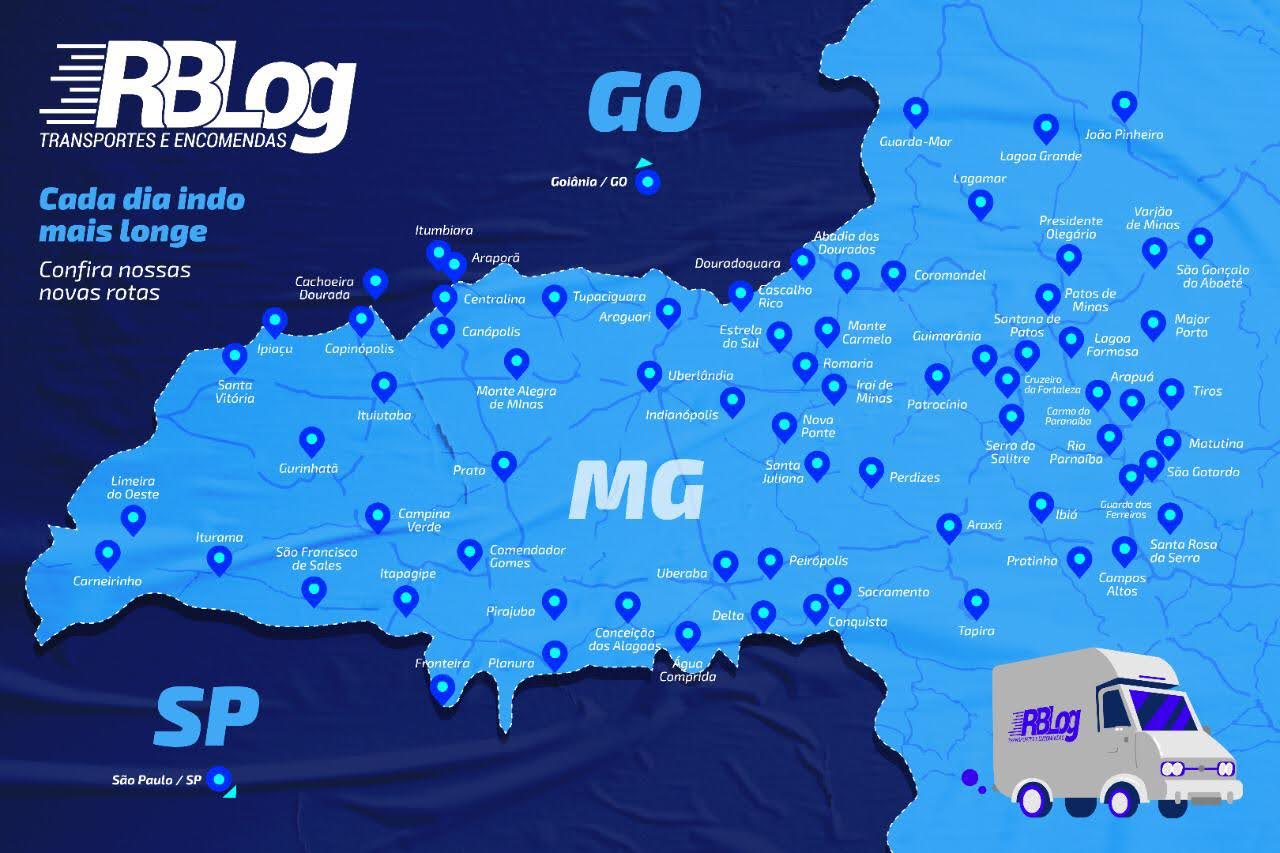 RBLog
TRANSPORTES E ENCOMENDAS
Cada dia indo
mais longe
Confira nossas
novas rotas
GO
Goiânia / GO
Guarda-Mor
Lagoa Grande
João Pinheiro
Lagamar
Presidente
Olegário
Varjão
de Minas
São Gonçalo
do Abaeté
Itumbiara
Araporã
Cachoeira
Dourada
Centralina
Tupaciguara
Araguari
Douradoquara
Abadia dos
Dourados
Coromandel
Cascalho
Rico
Patos de
Minas
Ipiaçu
Capinópolis
Canápolis
Estrela
do Sul
Monte
Carmelo
Guimarânia
Santana de
Patos
Lagoa
Formosa
Major
Porto
Santa
Vitória
Ituiutaba
Monte Alegra
de MInas
Uberlândia
Indianópolis
Romaria
Irai de
Minas
Patrocínio
Cruzeiro
da Fortaleza
Arapuá
Tiros
Carmo do
Paranaíba
Gurinhatã
Prata
Nova
Ponte
Serra do
Salitre
Rio
Parnaíba
Matutina
São Gotardo
MG
Santa
Juliana
Perdizes
Limeira
do Oeste
Campina
Verde
Guarda dos
Ferreiros
Ibiá
Araxá
Iturama
São Francisco
de Sales
Comendador
Gomes
Carneirinho
Itapagipe
Uberaba
Peirópolis
Pratinha
Campos
Altos
Santa Rosa
da Serra
Pirajuba
Conceição
das Alagoas
Delta
Sacramento
Conquista
Tapira
Fronteira
Planura
Água
Comprida
SP
São Paulo / SP
RBLog
TRANSPORTES E ENCOMENDAS